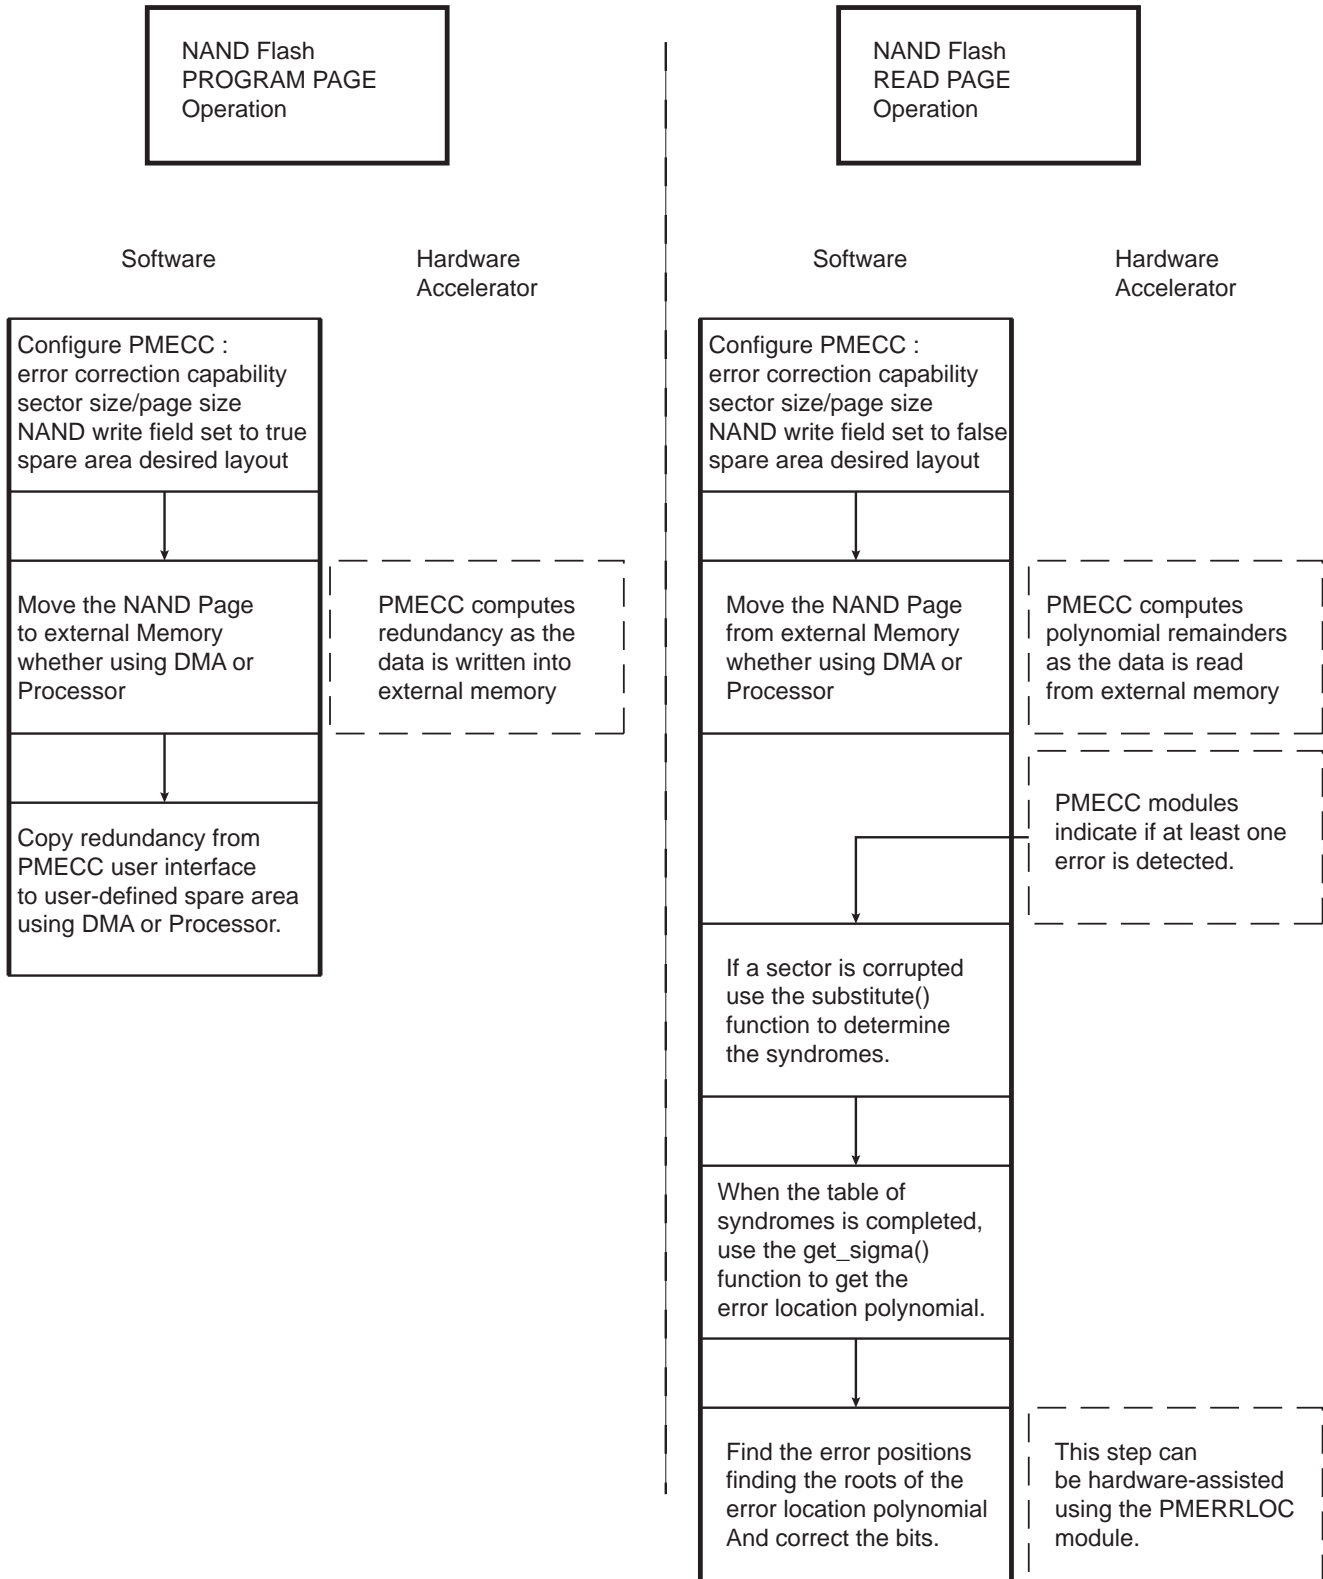 NAND Flash
PROGRAM PAGE
Operation
Software
Hardware
Accelerator
Configure PMECC :
error correction capability
sector size/page size
NAND write field set to true
spare area desired layout
Move the NAND Page
to external Memory
whether using DMA or
Processor
PMECC computes
redundancy as the
data is written into
external memory
Copy redundancy from
PMECC user interface
to user-defined spare area
using DMA or Processor.
NAND Flash
READ PAGE
Operation
Software
Hardware
Accelerator
Configure PMECC :
error correction capability
sector size/page size
NAND write field set to false
spare area desired layout
Move the NAND Page
from external Memory
whether using DMA or
Processor
PMECC computes
polynomial remainders
as the data is read
from external memory
PMECC modules
indicate if at least one
error is detected.
If a sector is corrupted
use the substitute()
function to determine
the syndromes.
When the table of
syndromes is completed,
use the get_sigma()
function to get the
error location polynomial.
Find the error positions
finding the roots of the
error location polynomial
And correct the bits.
This step can
be hardware-assisted
using the PMERRLOC
module.